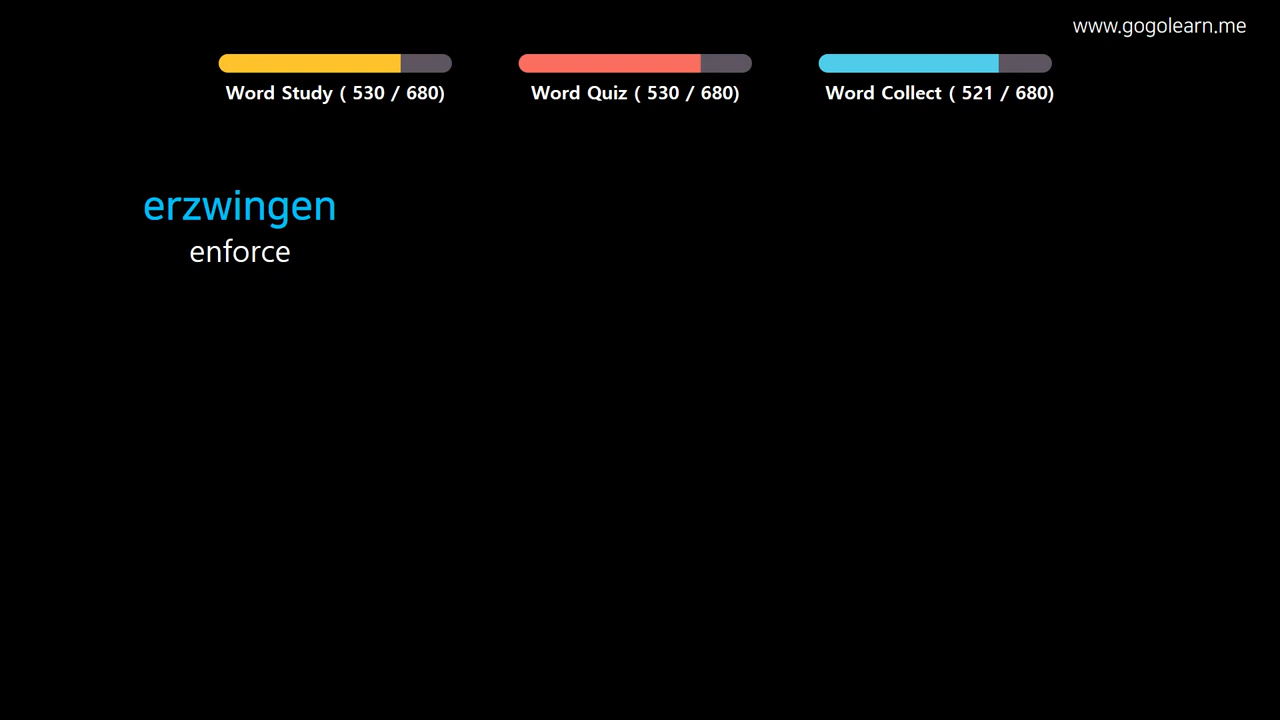 www.gogolearn.me
Word Study ( 530 / 680)
Word Quiz ( 530 / 680)
Word Collect ( 521 / 680)
erzwingen
enforce